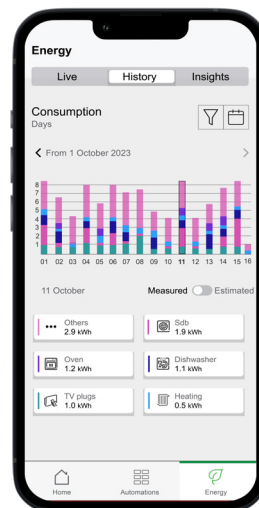 Energy
Live History Insights
Consumption
Days
From 1 October 2023
8
7
6
5
4
3
2
1
01 02 03 04 05 06 07 08 09 10 11 12 13 14 15 16
11 October Measured Estimated
Others Sdb
2.9 kWh 1.9 kWh
Oven Dishwasher
1.2 kWh 1.1 kWh
TV plugs Heating
1.0 kWh 0.5 kWh
Home Automations Energy